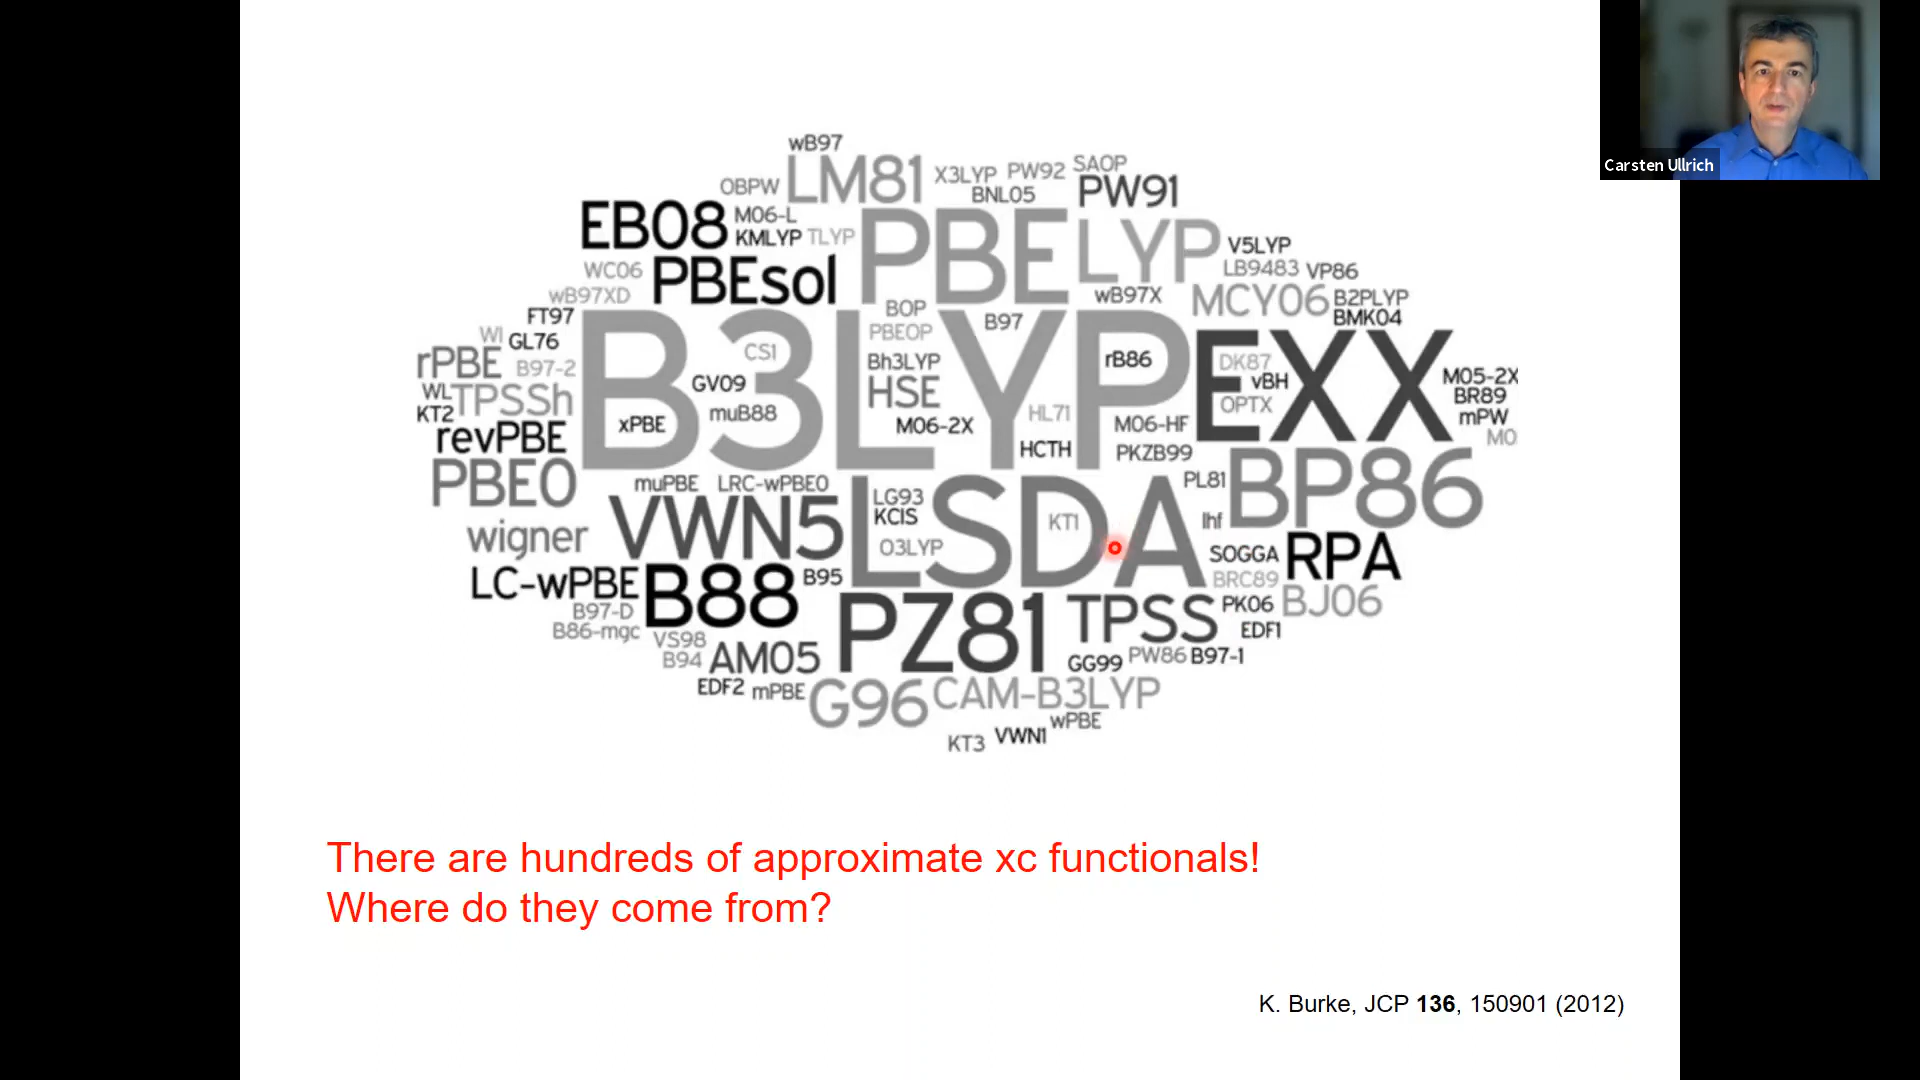 Carsten Ullrich
wB97
LM81
OBPW
X3LYP
PW92
SAOP
BNL05
PW91
EB08
M06-L
KMLYP
TLYP
PBE
LYP
V5LYP
WC06
PBEsol
LB9483
VP86
wB97XD
wB97X
MCY06
B2PLYP
BMK04
FT97
BOP
B97
PBEOP
WI
GL76
B3LYP
CS1
rB86
EXX
DK87
rPBE
B97-2
Bh3LYP
vBH
M05-2X
WL
TPSSh
GV09
HSE
OPTX
BR89
KT2
muB88
HL71
mPW
xPBE
M06-2X
M06-HF
M0
revPBE
HCTH
PKZB99
PBE0
muPBE
LRC-wPBE0
PL81
BP86
VWN5
LG93
KCIS
LSDA
KT1
lhf
wigner
O3LYP
SOGGA
RPA
LC-wPBE
B88
B95
BRC89
B97-D
PZ81
TPSS
PK06
BJ06
B86-mgc
VS98
EDF1
B94
AM05
GG99
PW86
B97-1
EDF2
mPBE
G96
CAM-B3LYP
wPBE
KT3
VWN1
There are hundreds of approximate xc functionals!
Where do they come from?
K. Burke, JCP 136, 150901 (2012)